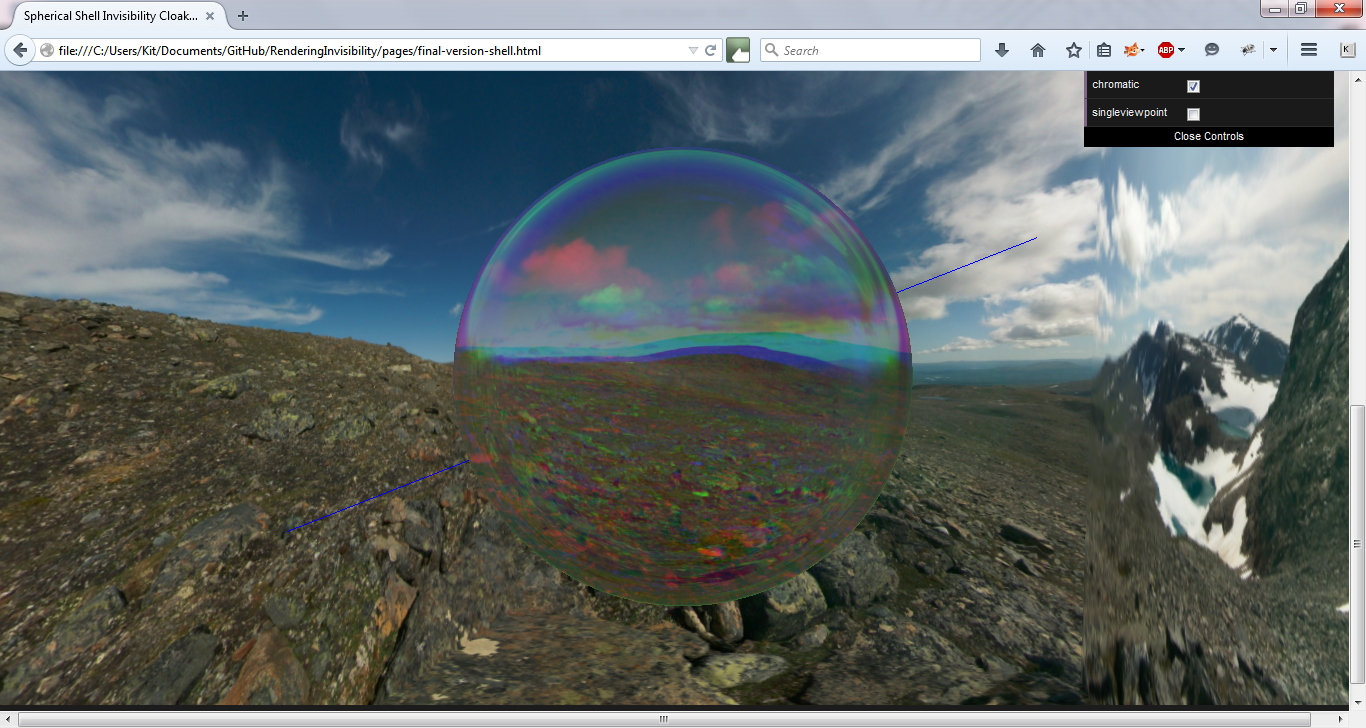 Spherical Shell Invisibility Cloak...
file:///C:/Users/Kit/Documents/GitHub/RenderingInvisibility/pages/final-version-shell.html
Search
ABP
K
chromatic
singleviewpoint
Close Controls